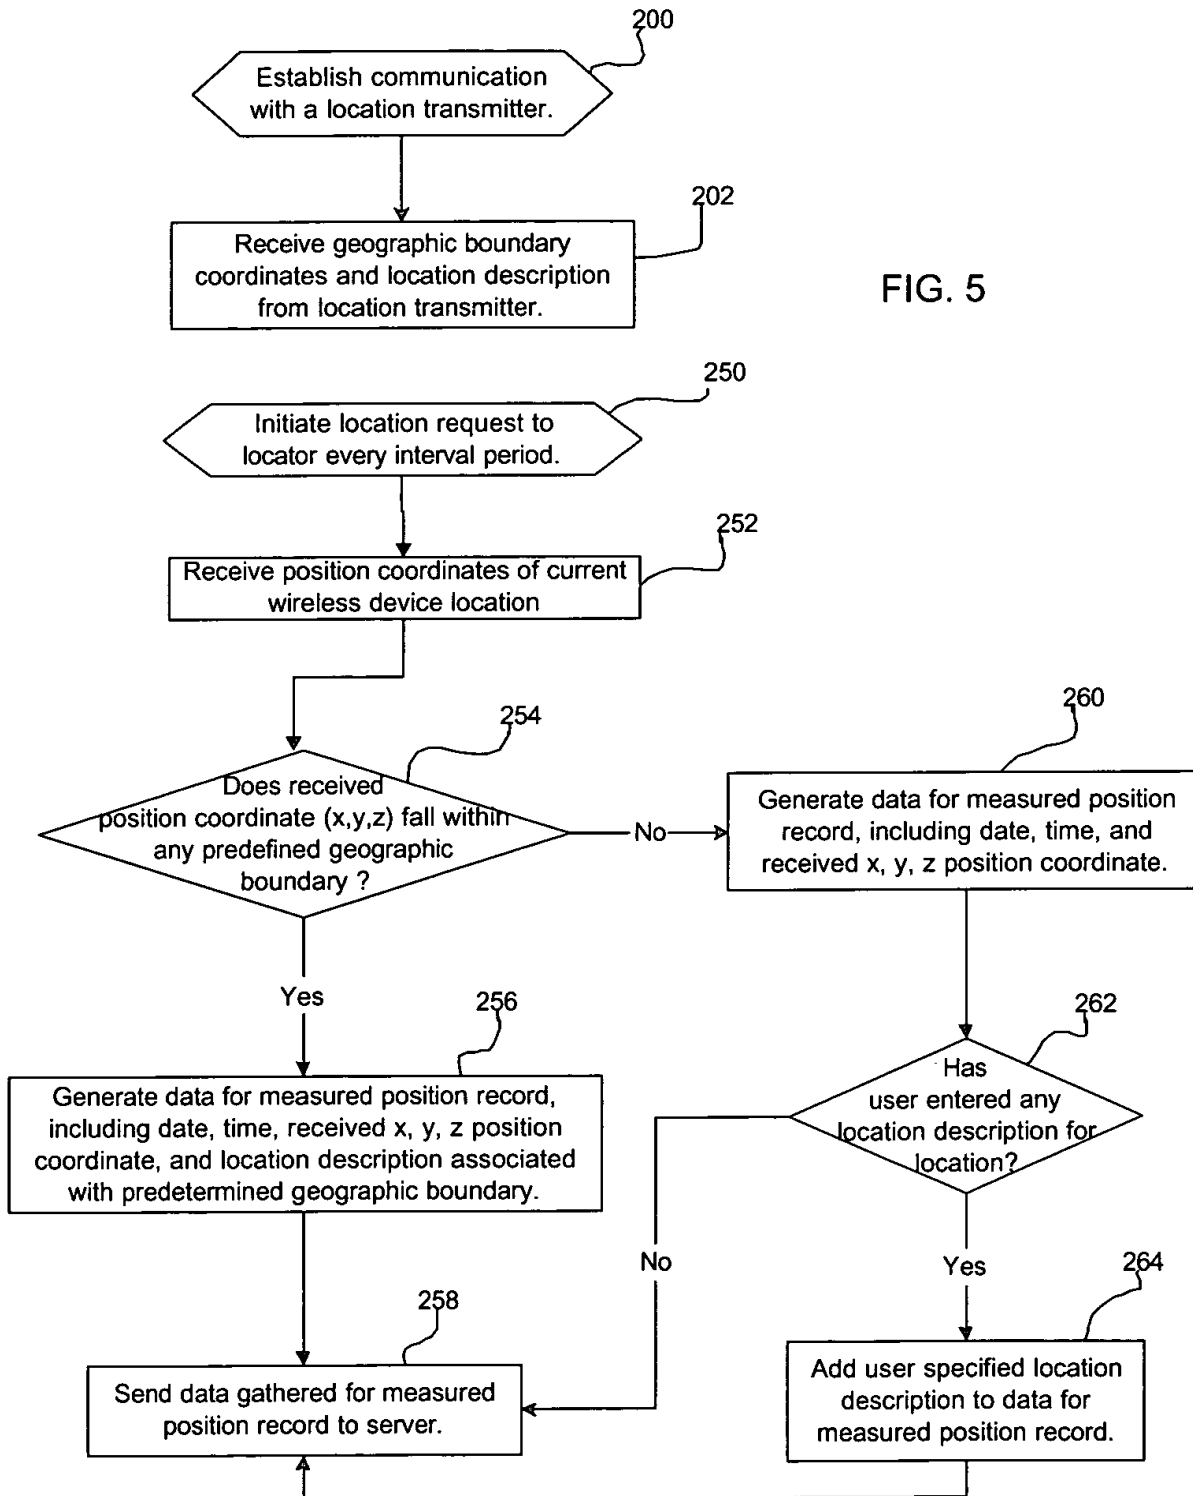 200
Establish communication
with a location transmitter.
202
Receive geographic boundary
coordinates and location description
from location transmitter.
FIG. 5
250
Initiate location request to
locator every interval period.
252
Receive position coordinates of current
wireless device location
254
Does received
position coordinate (x,y,z) fall within
any predefined geographic
boundary ?
No
260
Generate data for measured position
record, including date, time, and
received x, y, z position coordinate.
Yes
256
Generate data for measured position record,
including date, time, received x, y, z position
coordinate, and location description associated
with predetermined geographic boundary.
262
Has
user entered any
location description for
location?
No
Yes
258
Send data gathered for measured
position record to server.
264
Add user specified location
description to data for
measured position record.